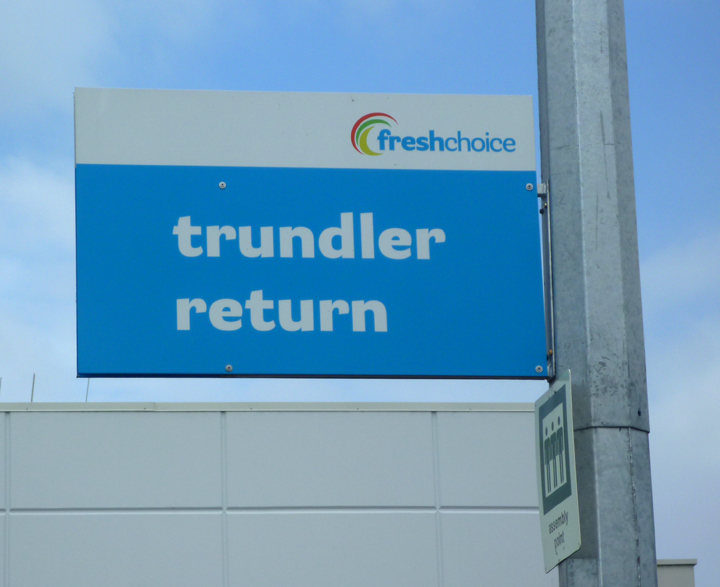 freshchoice
trundler
return
assembly
point